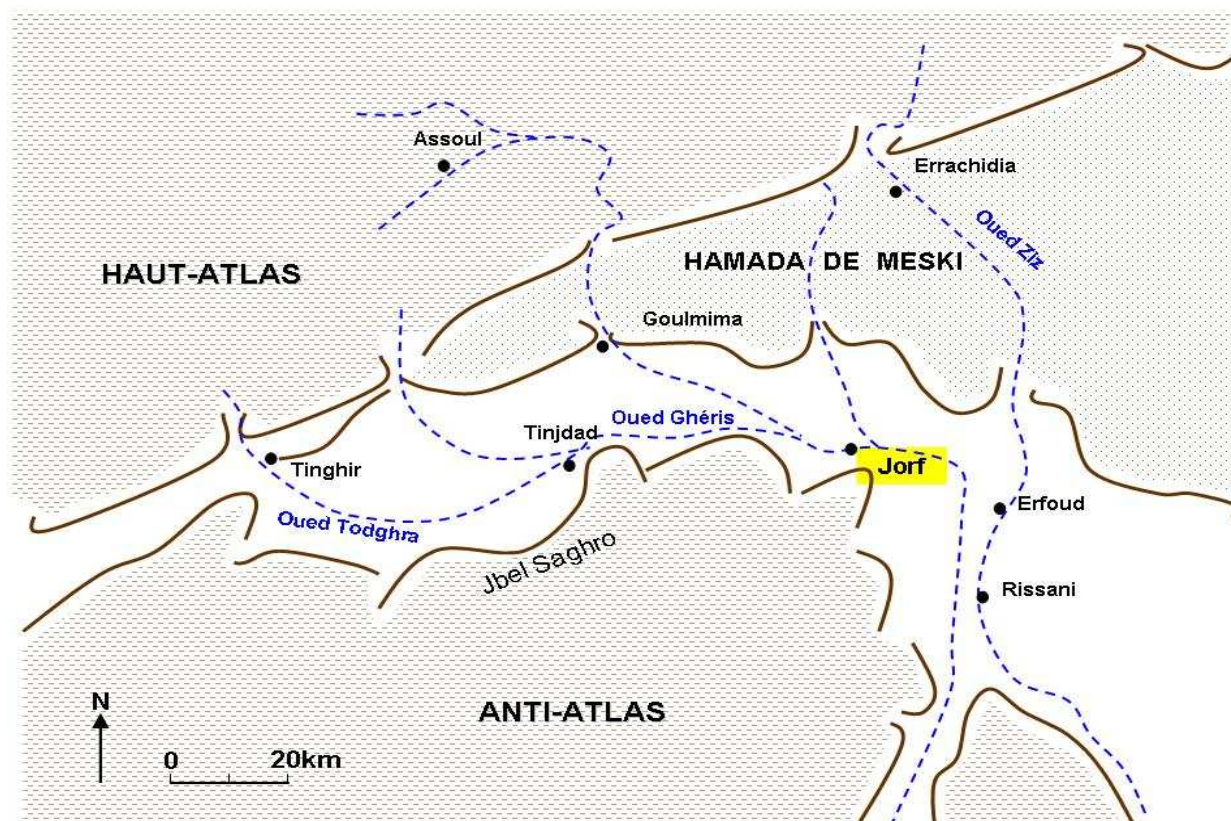 Assoul
Errachidia
Oued ZIz
HAUT-ATLAS
HAMADA DE MESKI
Goulmima
Oued Ghéris
Tinjdad
Tinghir
Jorf
Oued Todghra
Erfoud
Jbel Saghro
Rissani
N
ANTI-ATLAS
0 20km